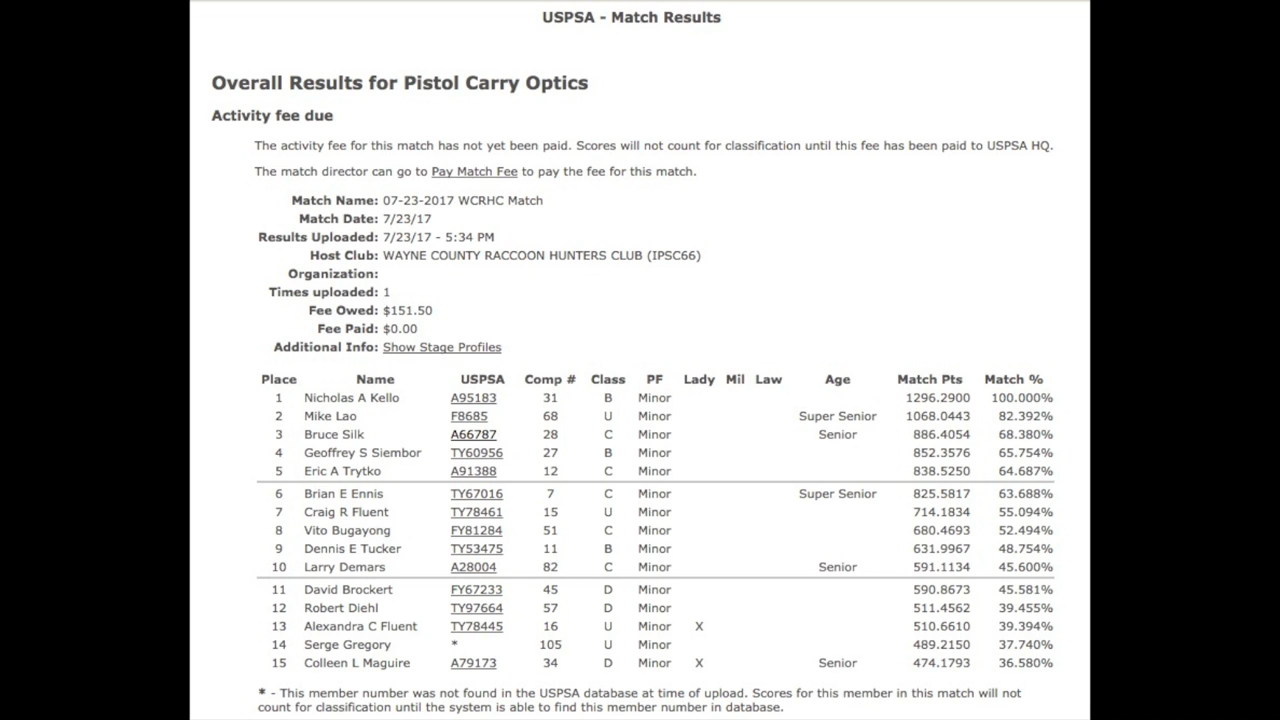 USPSA - Match Results
Overall Results for Pistol Carry Optics
Activity fee due
The activity fee for this match has not yet been paid. Scores will not count for classification until this fee has been paid to USPSA HQ.
The match director can go to Pay Match Fee to pay the fee for this match.
Match Name: 07-23-2017 WCRHC Match
Match Date: 7/23/17
Results Uploaded: 7/23/17 - 5:34 PM
Host Club: WAYNE COUNTY RACCOON HUNTERS CLUB (IPSC66)
Organization:
Times uploaded: 1
Fee Owed: $151.50
Fee Paid: $0.00
Additional Info: Show Stage Profiles
Place Name USPSA Comp # Class PF Lady Mil Law Age Match Pts Match %
1 Nicholas A Kello A95183 31 B Minor 1296.2900 100.000%
2 Mike Lao F8685 68 U Minor Super Senior 1068.0443 82.392%
3 Bruce Silk A66787 28 C Minor Senior 886.4054 68.380%
4 Geoffrey S Siembor TY60956 27 B Minor 852.3576 65.754%
5 Eric A Trytko A91388 12 C Minor 838.5250 64.687%
6 Brian E Ennis TY67016 7 C Minor Super Senior 825.5817 63.688%
7 Craig R Fluent TY78461 15 U Minor 714.1834 55.094%
8 Vito Bugayong FY81284 51 C Minor 680.4693 52.494%
9 Dennis E Tucker TY53475 11 B Minor 631.9967 48.754%
10 Larry Demars A28004 82 C Minor Senior 591.1134 45.600%
11 David Brockert FY67233 45 D Minor 590.8673 45.581%
12 Robert Diehl TY97664 57 D Minor 511.4562 39.455%
13 Alexandra C Fluent TY78445 16 U Minor X 510.6610 39.394%
14 Serge Gregory * 105 U Minor 489.2150 37.740%
15 Colleen L Maguire A79173 34 D Minor X Senior 474.1793 36.580%
* - This member number was not found in the USPSA database at time of upload. Scores for this member in this match will not
count for classification until the system is able to find this member number in database.